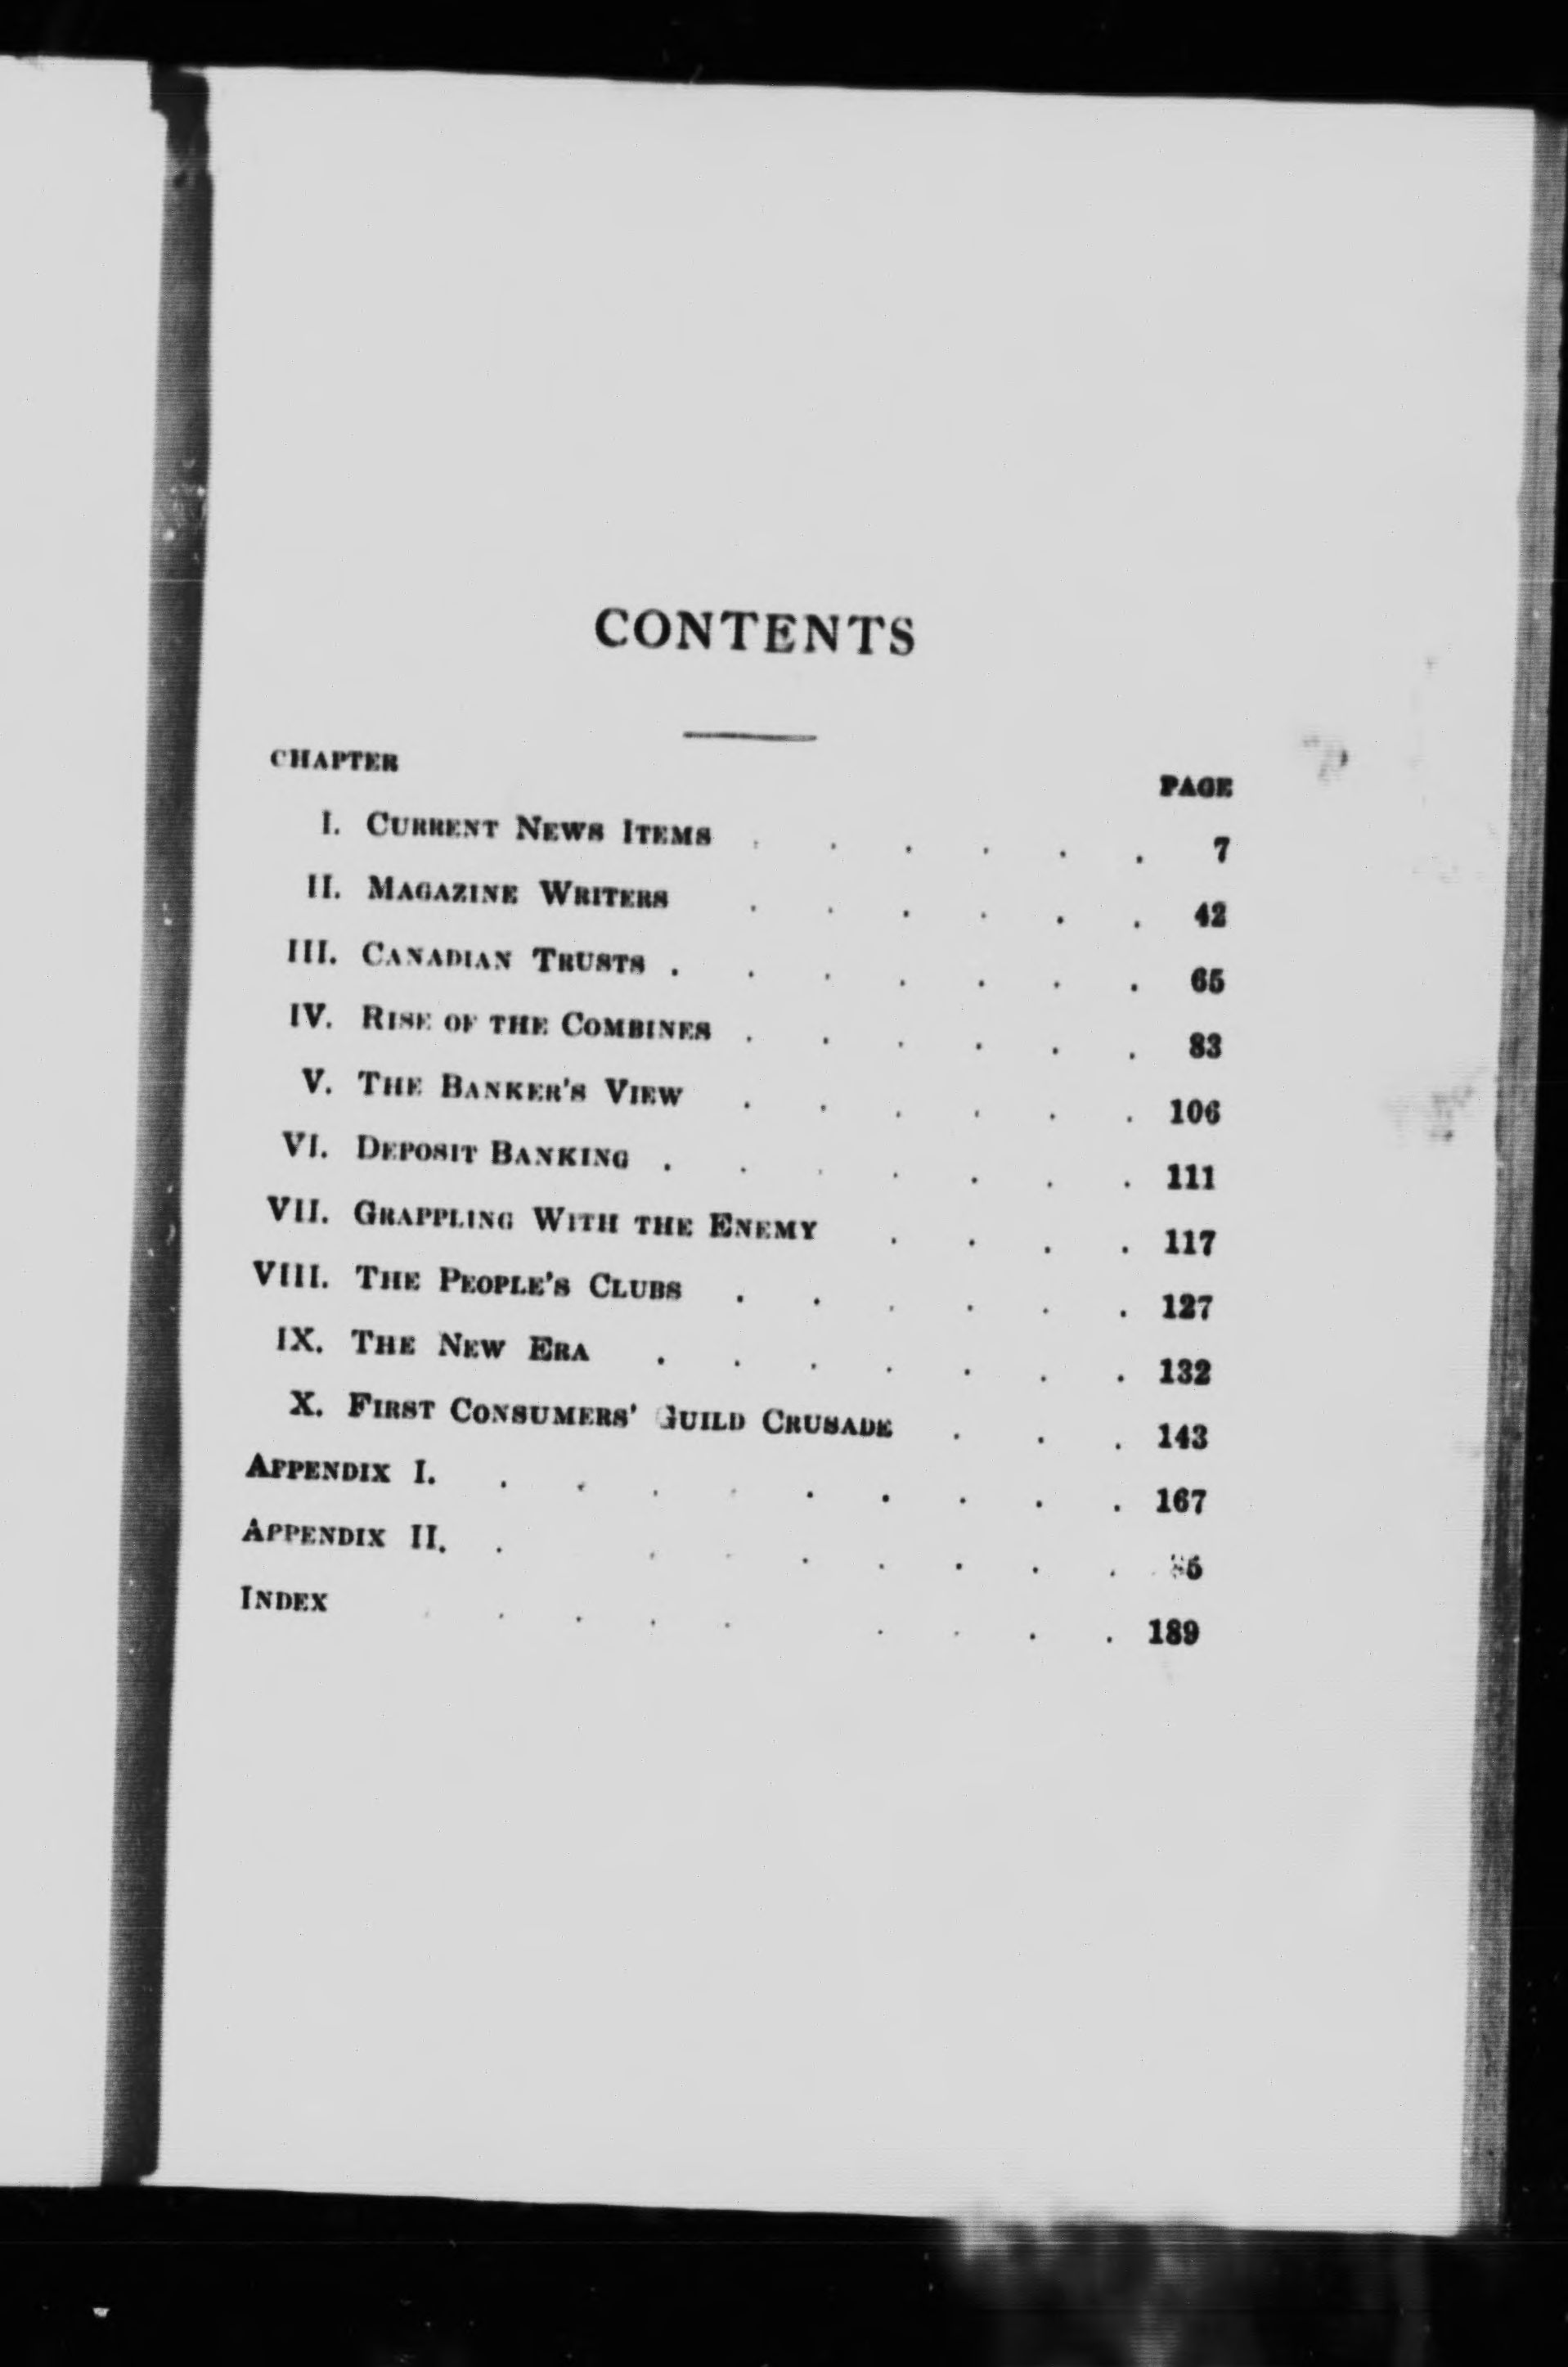 CONTENTS
CHAPTER PAGE
I. CURRENT NEWS ITEMS . . . . . . 7
II. MAGAZINE WRITERS . . . . . . 42
III. CANADIAN TRUSTS . . . . . . . 65
IV. RISE OF THE COMBINES . . . . . . 83
V. THE BANKER'S VIEW . . . . . . 106
VI. DEPOSIT BANKING . . . . . . . 111
VII. GRAPPLING WITH THE ENEMY . . . . 117
VIII. THE PEOPLE'S CLUBS . . . . . . 127
IX. THE NEW ERA . . . . . . . 132
X. FIRST CONSUMERS' GUILD CRUSADE . . . 143
APPENDIX I. . . . . . . . . . 167
APPENDIX II. . . . . . . . .
INDEX . . . . . . . . . 189